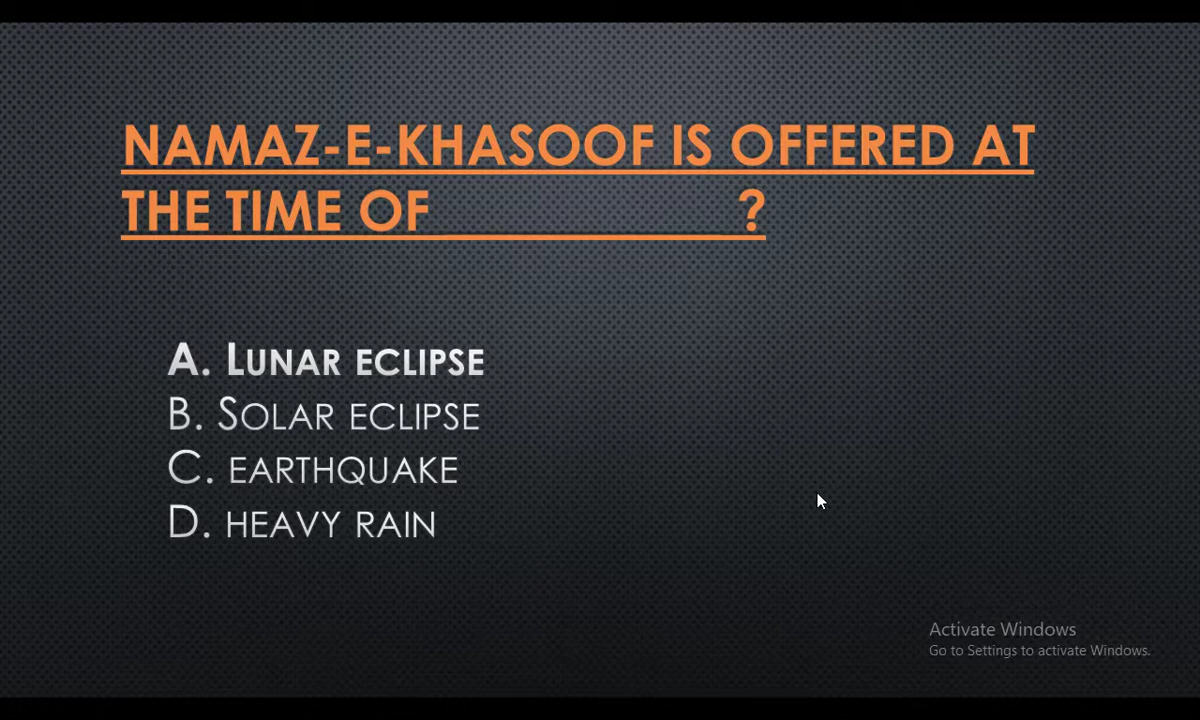 NAMAZ-E-KHASOOF IS OFFERED AT
THE TIME OF ?
A. LUNAR ECLIPSE
B. SOLAR ECLIPSE
C. EARTHQUAKE
D. HEAVY RAIN
Activate Windows
Go to Settings to activate Windows.